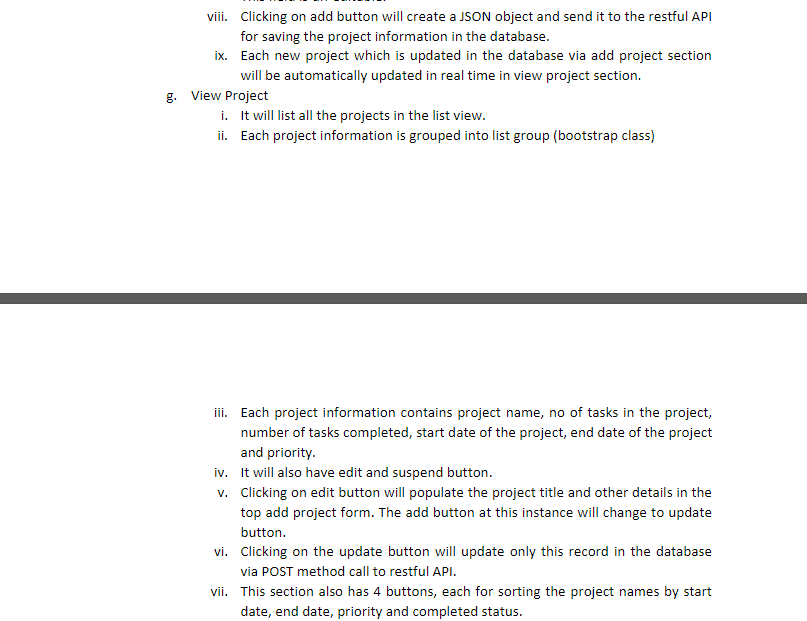 viii. Clicking on add button will create a JSON object and send it to the restful API
for saving the project information in the database.
ix. Each new project which is updated in the database via add project section
will be automatically updated in real time in view project section.
g. View Project
i. It will list all the projects in the list view.
ii. Each project information is grouped into list group (bootstrap class)
iii. Each project information contains project name, no of tasks in the project,
number of tasks completed, start date of the project, end date of the project
and priority.
iv. It will also have edit and suspend button.
v. Clicking on edit button will populate the project title and other details in the
top add project form. The add button at this instance will change to update
button.
vi. Clicking on the update button will update only this record in the database
via POST method call to restful API.
vii. This section also has 4 buttons, each for sorting the project names by start
date, end date, priority and completed status.